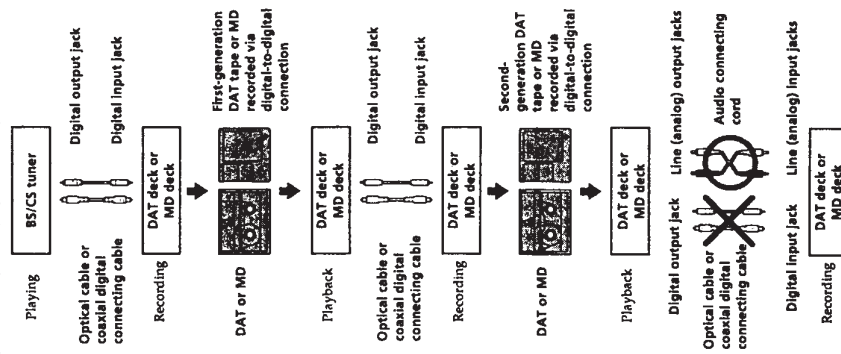 Playing
BS/CS tuner
Optical cable or
coaxial digital
connecting cable
Digital output jack
Digital input jack
Recording
DAT deck or
MD deck
DAT or MD
First-generation
DAT tape or MD
recorded via
digital-to-digital
connection
Playback
DAT deck or
MD deck
Optical cable or
coaxial digital
connecting cable
Digital output jack
Digital input jack
Recording
DAT deck or
MD deck
DAT or MD
Second-
generation DAT
tape or MD
recorded via
digital-to-digital
connection
Playback
DAT deck or
MD deck
Digital output jack
Line (analog) output jacks
Optical cable or
coaxial digital
connecting cable
Audio connecting
cord
Digital input jack
Line (analog) input jacks
Recording
DAT deck or
MD deck